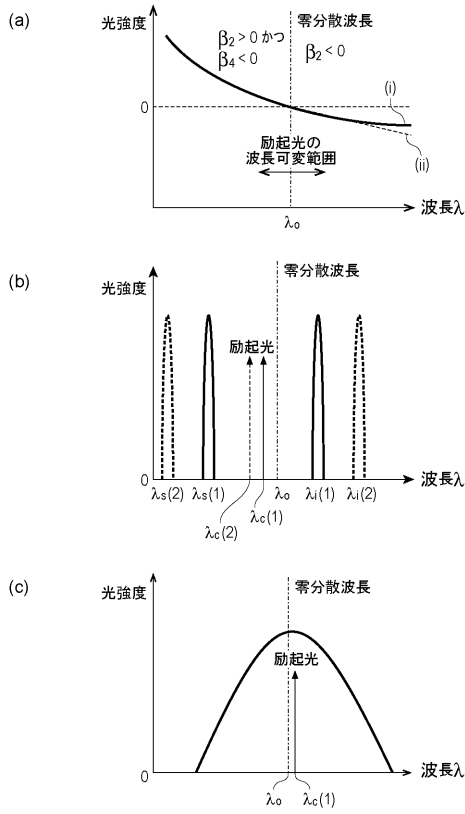 (a)
光強度
β2>0 かつ
β4<0
零分散波長
β2<0
0
(i)
(ii)
励起光の
波長可変範囲
λ0
波長λ
(b)
光強度
零分散波長
励起光
0
波長λ
λs(2) λs(1) λ0 λi(1) λi(2)
λc(2) λc(1)
(c)
光強度
零分散波長
励起光
0
波長λ
λ0 λc(1)